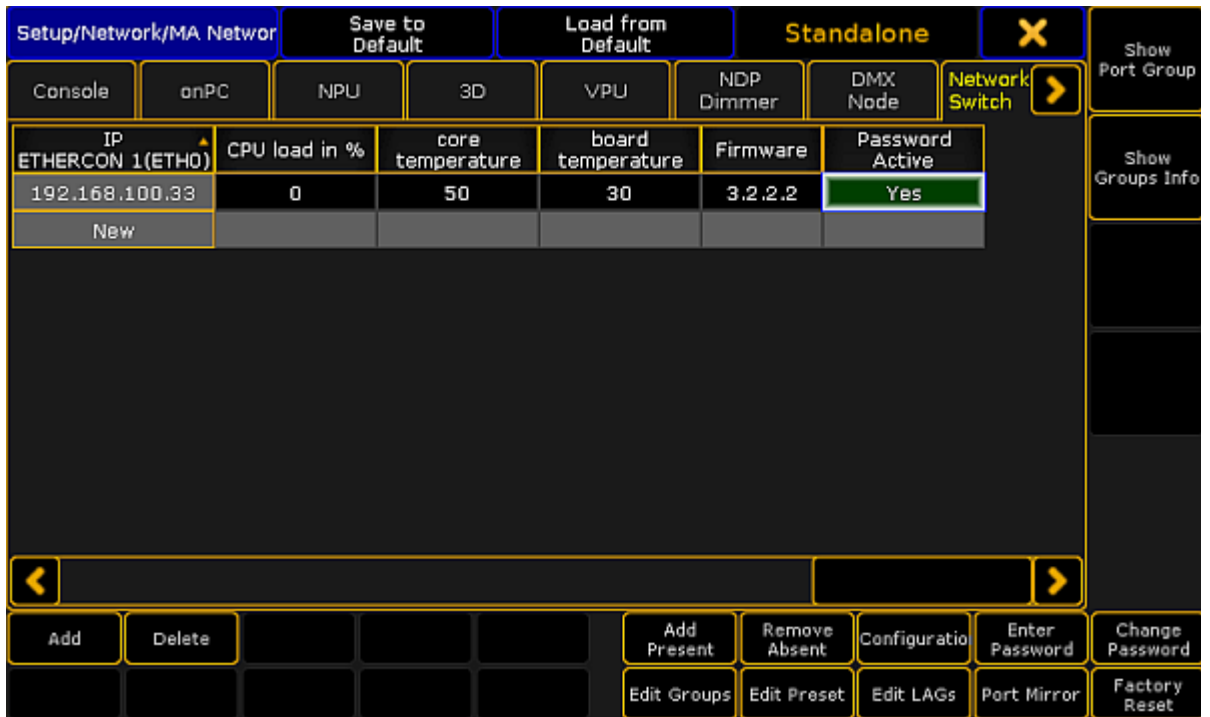 Setup/Netwo/rk/MA Networ
Save to
Default
Load from
Default
Standalone
Show
Port Group
Console
onPC
NPU
3D
VPU
NDP
Dimmer
DMX
Node
Network
Switch
IP
ETHERCON 1(ETH0)
CPU load in %
core
temperature
board
temperature
Firmware
Password
Active
Show
Groups Info
192.168.100.33
0
50
30
3.2.2.2
Yes
New
Add
Delete
Add
Present
Remove
Absent
Configuratio
Enter
Password
Change
Password
Edit Groups
Edit Preset
Edit LAGs
Port Mirror
Factory
Reset